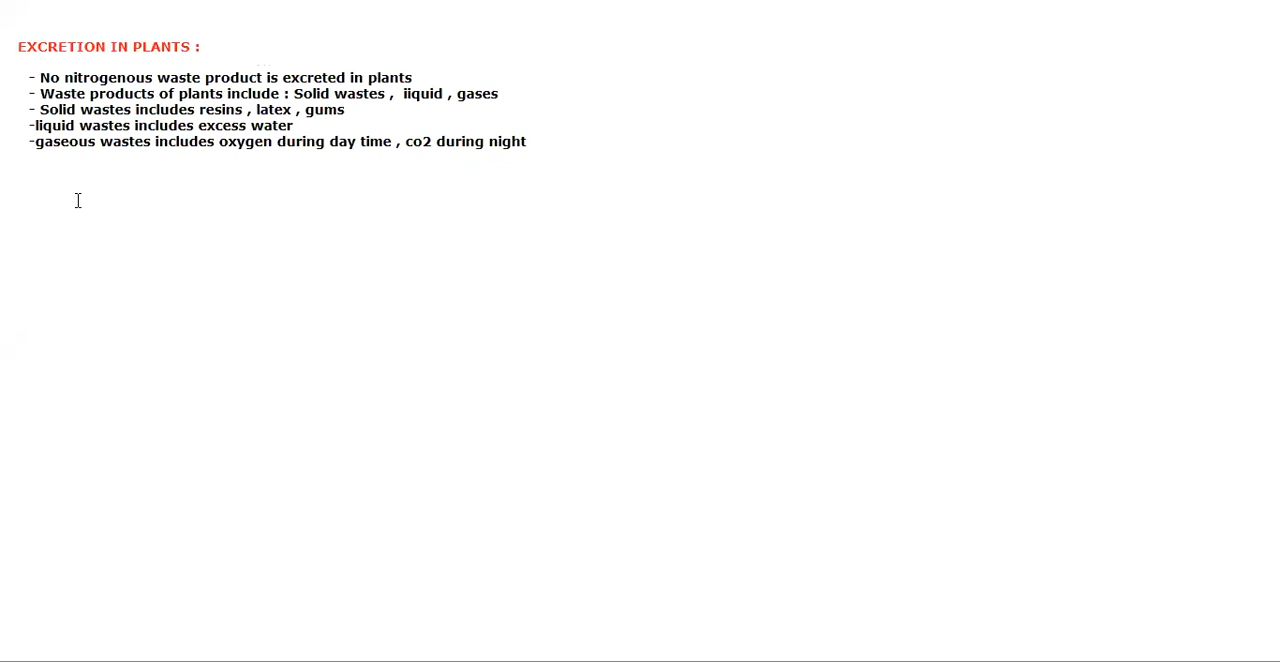 EXCRETION IN PLANTS :
- No nitrogenous waste product is excreted in plants
- Waste products of plants include : Solid wastes ,  iiquid , gases
- Solid wastes includes resins , latex , gums
-liquid wastes includes excess water
-gaseous wastes includes oxygen during day time , co2 during night